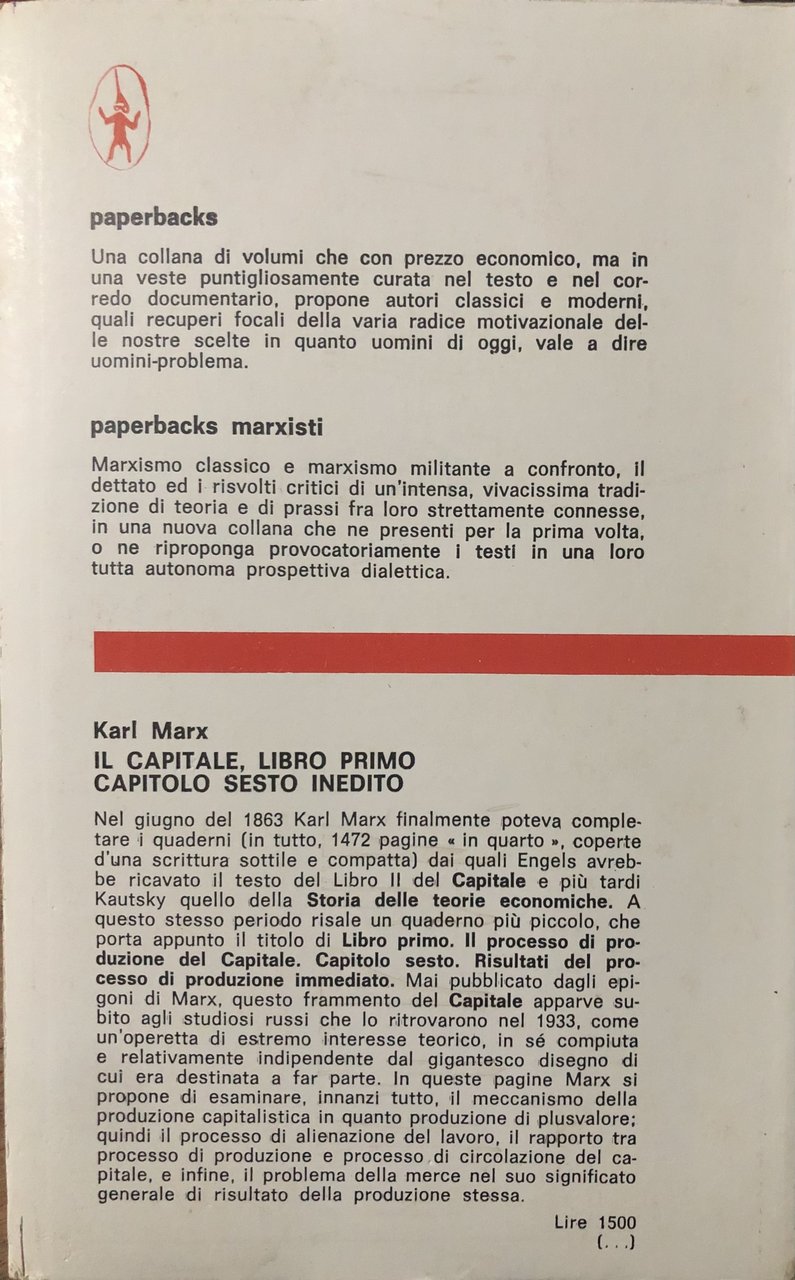 paperbacks
Una collana di volumi che con prezzo economico, ma in
una veste puntigliosamente curata nel testo e nel cor-
redo documentario, propone autori classici e moderni,
quali recuperi focali della varia radice motivazionale del-
le nostre scelte in quanto uomini di oggi, vale a dire
uomini-problema.
paperbacks marxisti
Marxismo classico e marxismo militante a confronto, il
dettato ed i risvolti critici di un'intensa, vivacissima tradi-
zione di teoria e di prassi fra loro strettamente connesse,
in una nuova collana che ne presenti per la prima volta,
o ne riproponga provocatoriamente i testi in una loro
tutta autonoma prospettiva dialettica.
Karl Marx
IL CAPITALE, LIBRO PRIMO
CAPITOLO SESTO INEDITO
Nel giugno del 1863 Karl Marx finalmente poteva comple-
tare i quaderni (in tutto, 1472 pagine « in quarto », coperte
d'una scrittura sottile e compatta) dai quali Engels avreb-
be ricavato il testo del Libro II del Capitale e più tardi
Kautsky quello della Storia delle teorie economiche. A
questo stesso periodo risale un quaderno più piccolo, che
porta appunto il titolo di Libro primo. Il processo di pro-
duzione del Capitale. Capitolo sesto. Risultati del pro-
cesso di produzione immediato. Mai pubblicato dagli epi-
goni di Marx, questo frammento del Capitale apparve su-
bito agli studiosi russi che lo ritrovarono nel 1933, come
un'operetta di estremo interesse teorico, in sé compiuta
e relativamente indipendente dal gigantesco disegno di
cui era destinata a far parte. In queste pagine Marx si
propone di esaminare, innanzi tutto, il meccanismo della
produzione capitalistica in quanto produzione di plusvalore;
quindi il processo di alienazione del lavoro, il rapporto tra
processo di produzione e processo di circolazione del ca-
pitale, e infine, il problema della merce nel suo significato
generale di risultato della produzione stessa.
Lire 1500
(...)